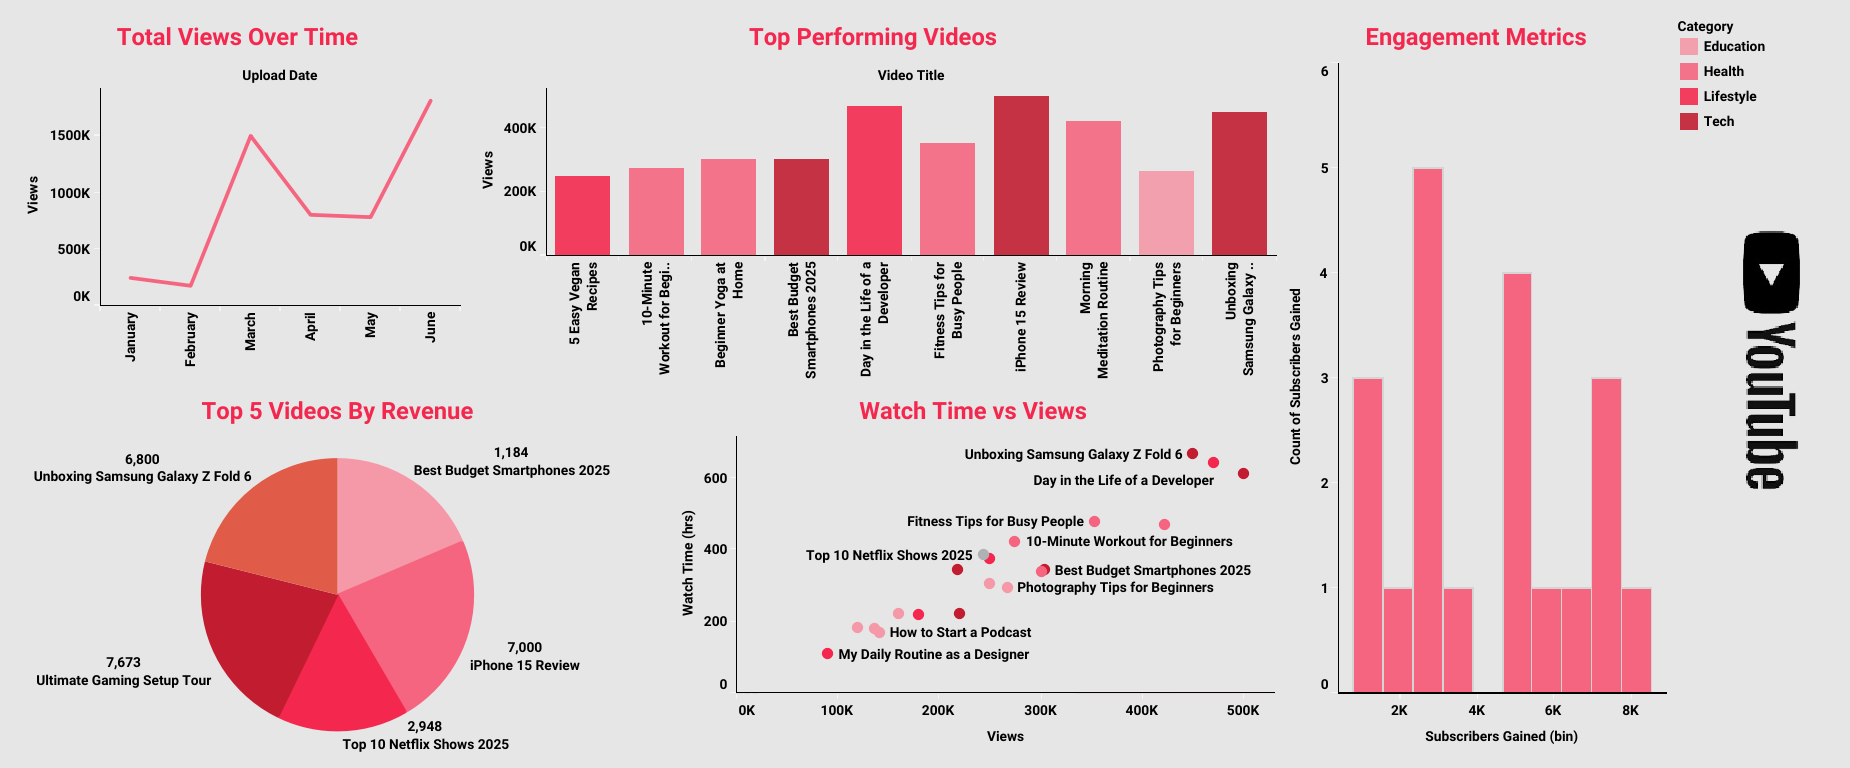 Total Views Over Time
Upload Date
Views
1500K
1000K
500K
0K
January
February
March
April
May
June
Top Performing Videos
Video Title
Views
400K
200K
0K
5 Easy Vegan
Recipes
10-Minute
Workout for Begi..
Beginner Yoga at
Home
Best Budget
Smartphones 2025
Day in the Life of a
Developer
Fitness Tips for
Busy People
iPhone 15 Review
Morning
Meditation Routine
Photography Tips
for Beginners
Unboxing
Samsung Galaxy ..
Engagement Metrics
Count of Subscribers Gained
6
5
4
3
2
1
0
2K
4K
6K
8K
Subscribers Gained (bin)
Category
Education
Health
Lifestyle
Tech
YouTube
Top 5 Videos By Revenue
6,800
Unboxing Samsung Galaxy Z Fold 6
1,184
Best Budget Smartphones 2025
7,673
Ultimate Gaming Setup Tour
7,000
iPhone 15 Review
2,948
Top 10 Netflix Shows 2025
Watch Time vs Views
Watch Time (hrs)
600
400
200
0
Unboxing Samsung Galaxy Z Fold 6
Day in the Life of a Developer
Fitness Tips for Busy People
10-Minute Workout for Beginners
Top 10 Netflix Shows 2025
Best Budget Smartphones 2025
Photography Tips for Beginners
How to Start a Podcast
My Daily Routine as a Designer
0K
100K
200K
300K
400K
500K
Views